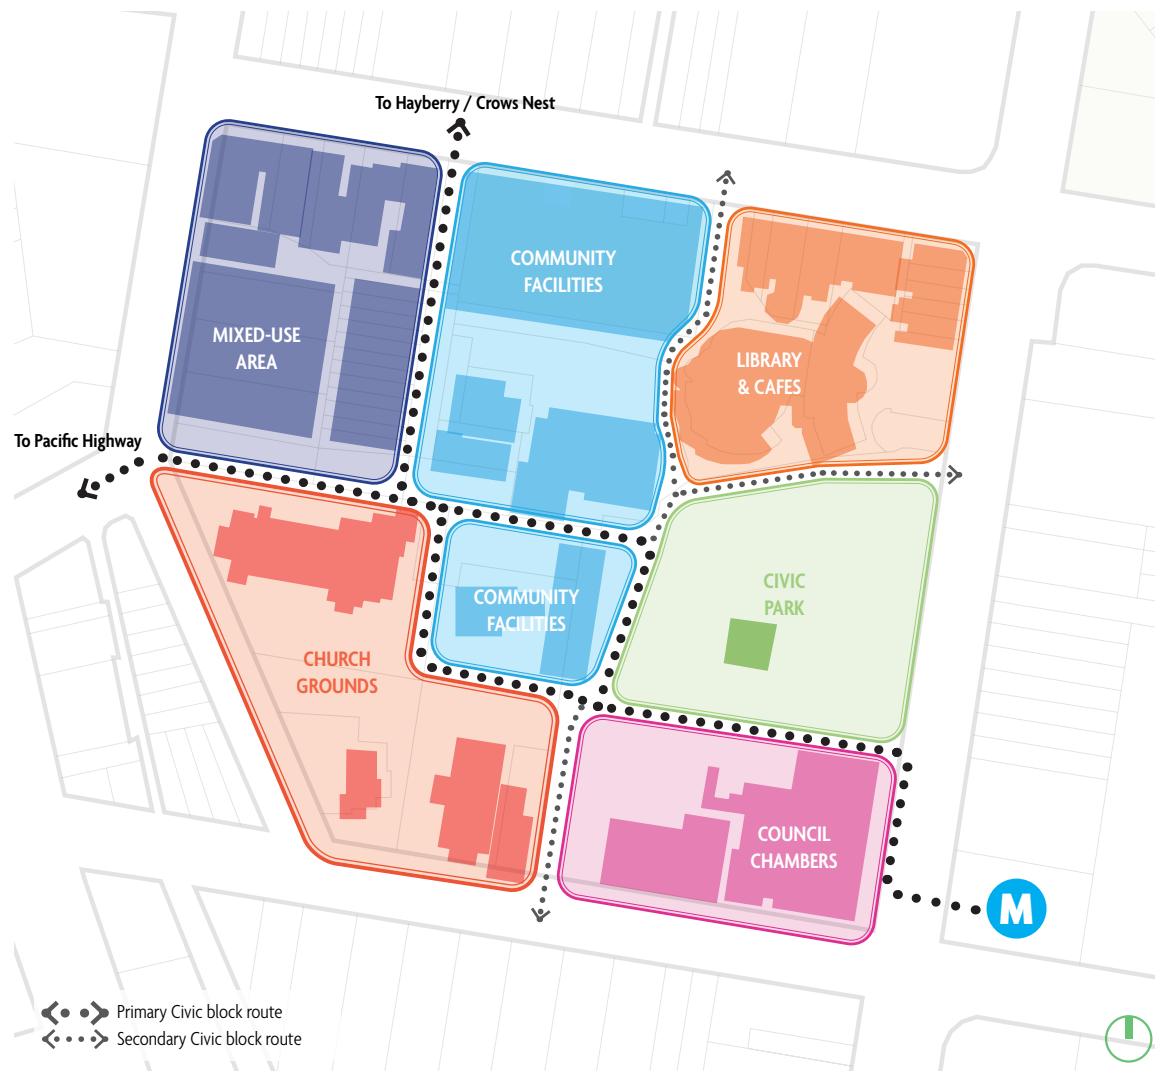 To Hayberry / Crows Nest
COMMUNITY
FACILITIES
MIXED-USE
AREA
LIBRARY
& CAFES
To Pacific Highway
CIVIC
PARK
COMMUNITY
FACILITIES
CHURCH
GROUNDS
COUNCIL
CHAMBERS
M
Primary Civic block route
Secondary Civic block route